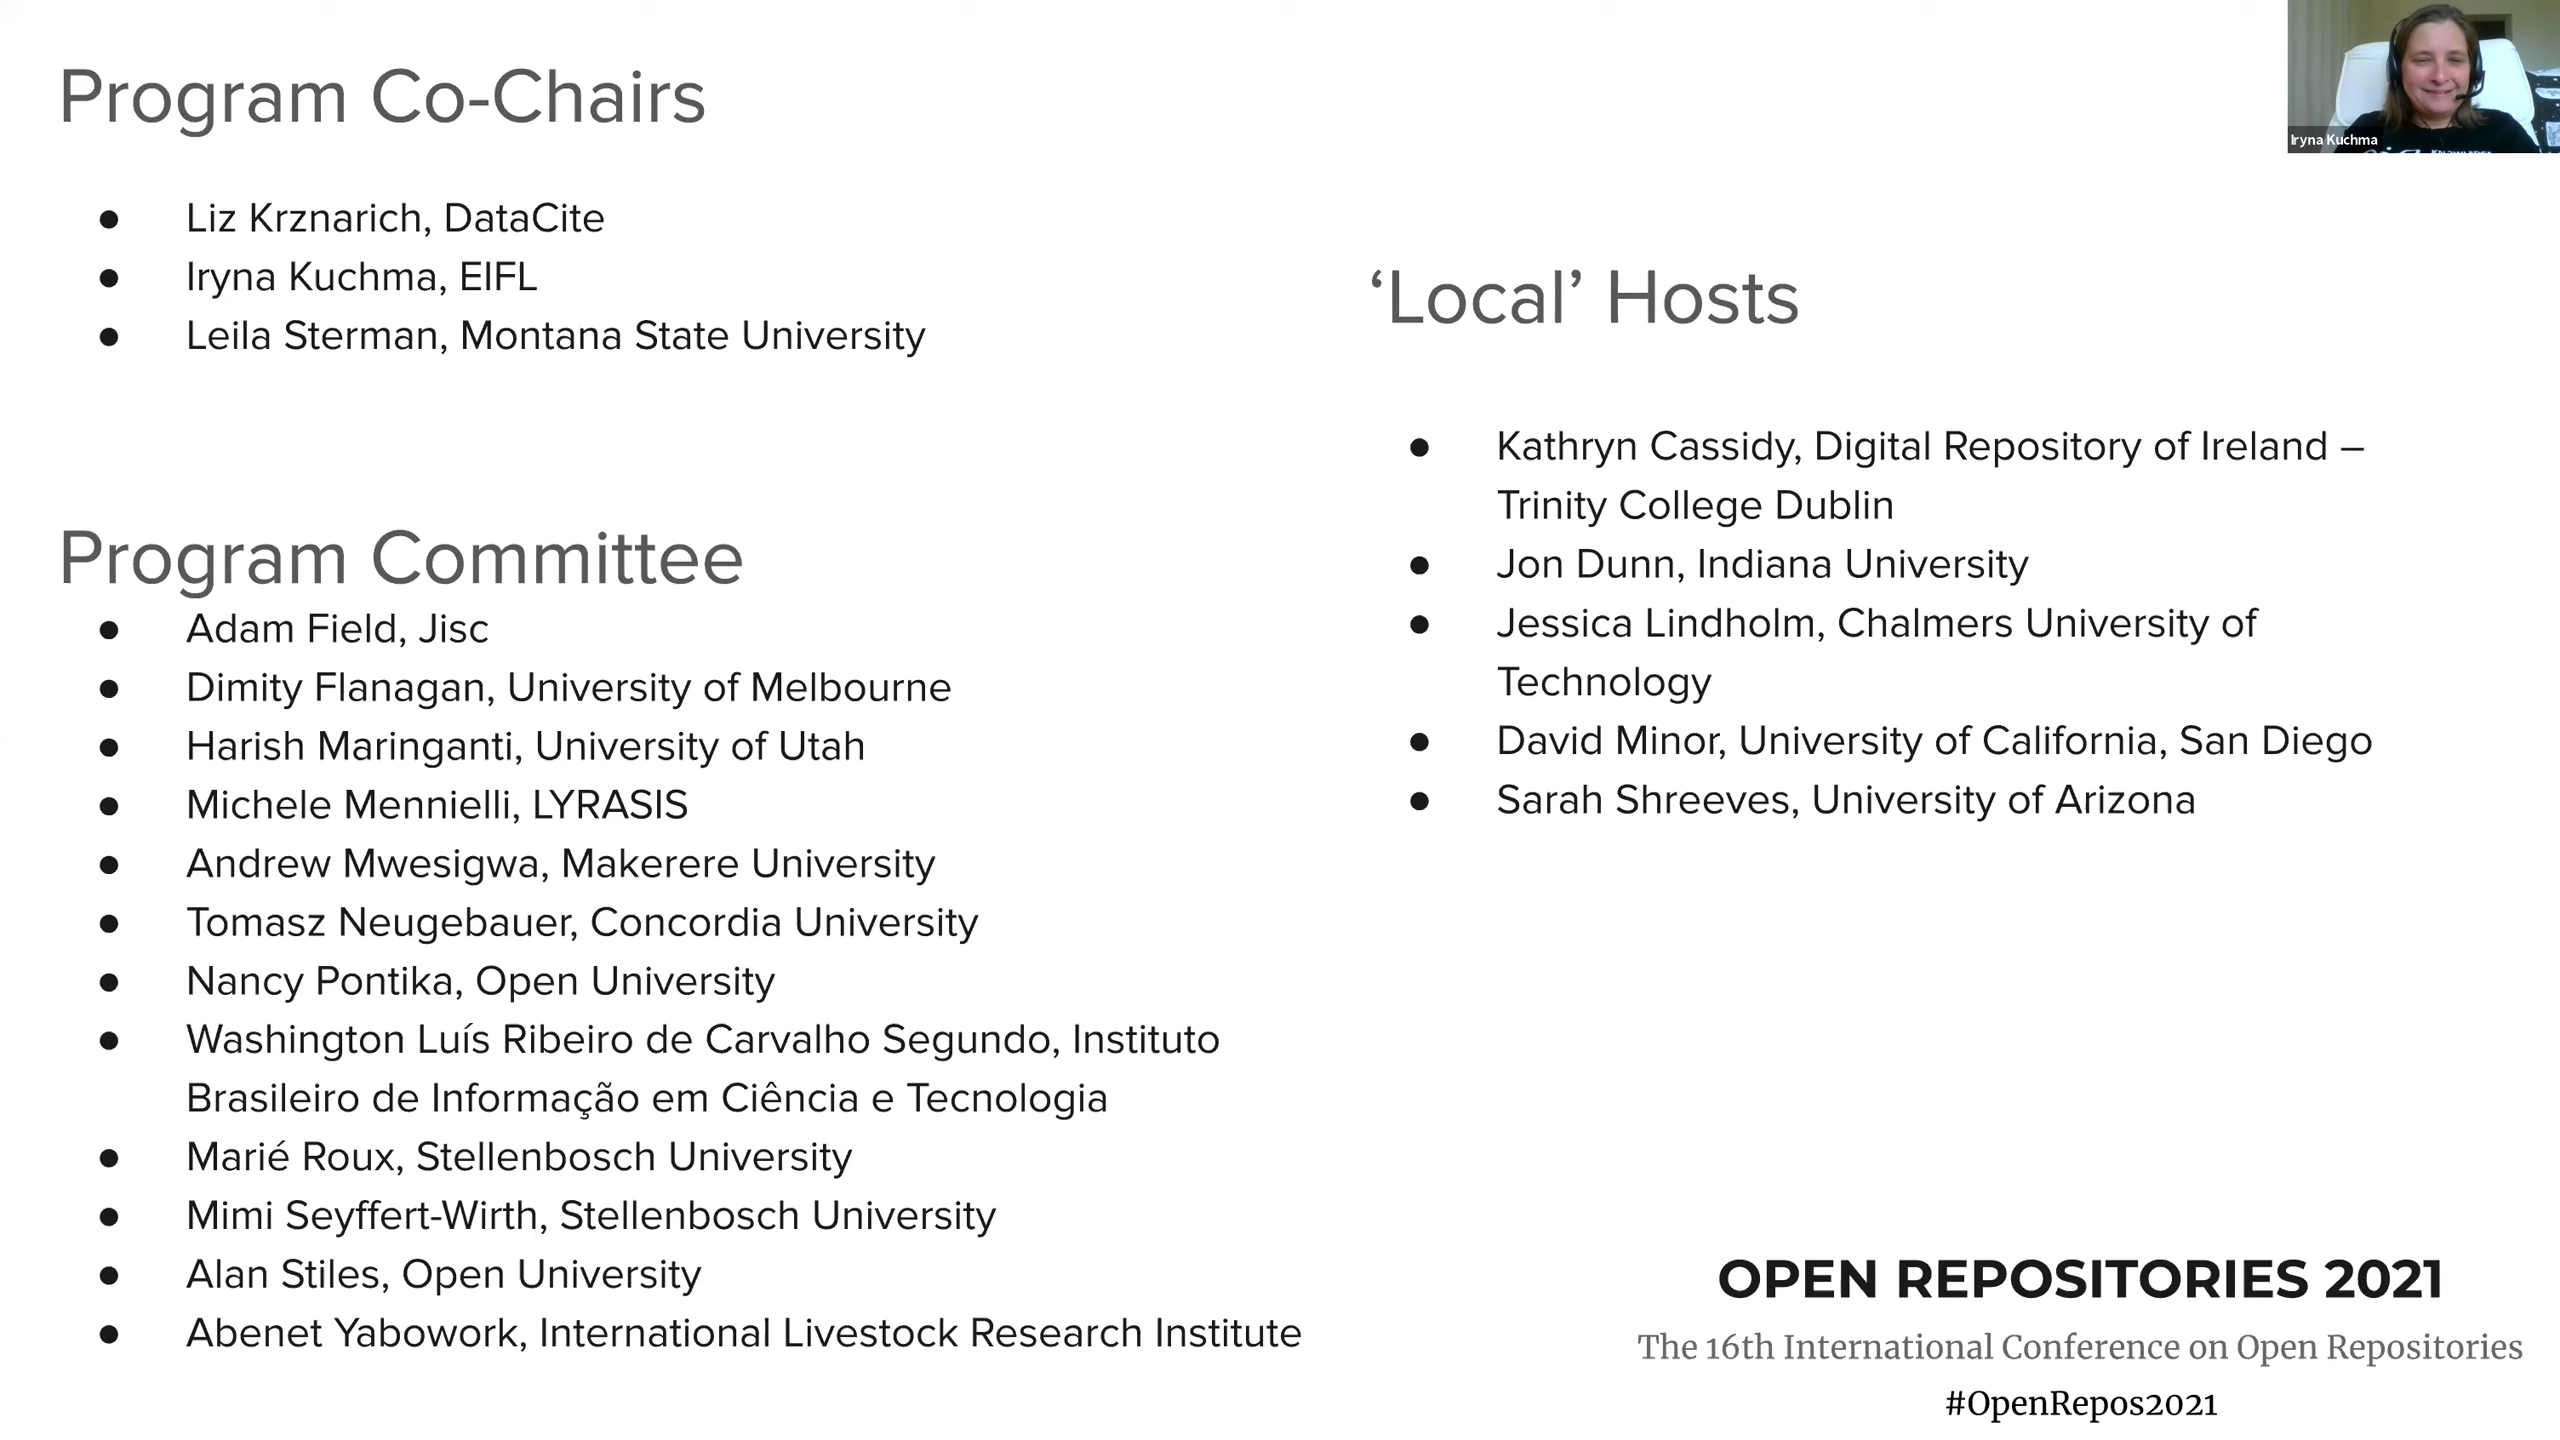 Program Co-Chairs
● Liz Krznarich, DataCite
● Iryna Kuchma, EIFL
● Leila Sterman, Montana State University
Program Committee
● Adam Field, Jisc
● Dimity Flanagan, University of Melbourne
● Harish Maringanti, University of Utah
● Michele Mennielli, LYRASIS
● Andrew Mwesigwa, Makerere University
● Tomasz Neugebauer, Concordia University
● Nancy Pontika, Open University
● Washington Luís Ribeiro de Carvalho Segundo, Instituto
Brasileiro de Informação em Ciência e Tecnologia
● Marié Roux, Stellenbosch University
● Mimi Seyffert-Wirth, Stellenbosch University
● Alan Stiles, Open University
● Abenet Yabowork, International Livestock Research Institute
Iryna Kuchma
‘Local’ Hosts
● Kathryn Cassidy, Digital Repository of Ireland –
Trinity College Dublin
● Jon Dunn, Indiana University
● Jessica Lindholm, Chalmers University of
Technology
● David Minor, University of California, San Diego
● Sarah Shreeves, University of Arizona
OPEN REPOSITORIES 2021
The 16th International Conference on Open Repositories
#OpenRepos2021